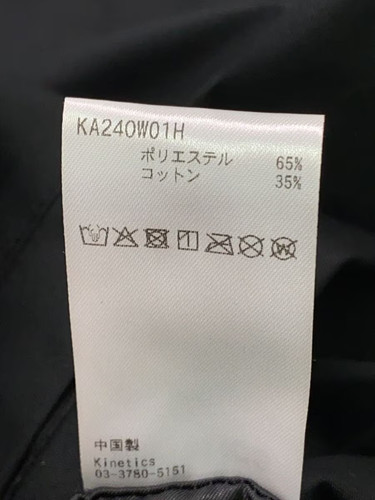 KA240W01H
ポリエステル 65%
コットン 35%
中国製
Kinetics
03-3780-5151